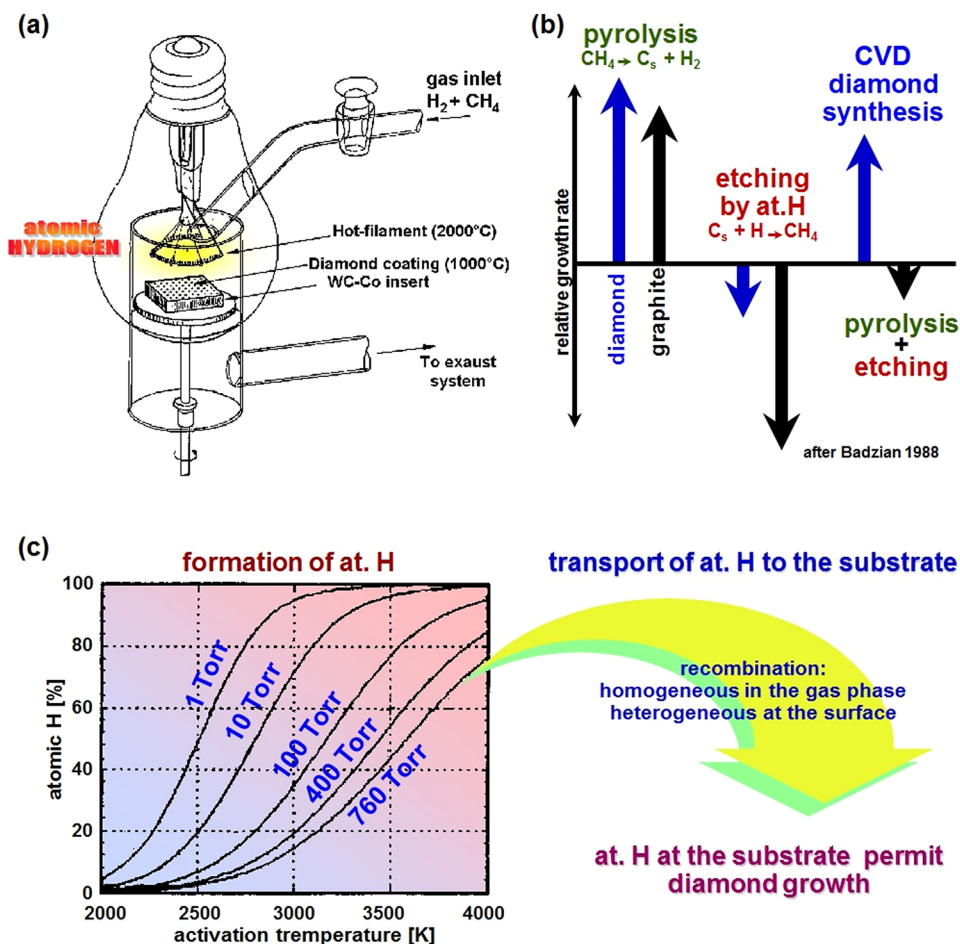 (a)
gas inlet
H₂ + CH₄
atomic
HYDROGEN
Hot-filament (2000°C)
Diamond coating (1000°C)
WC-Co insert
To exaust
system
(b)
pyrolysis
CH₄→ Cₛ + H₂
CVD
diamond
synthesis
etching
by at.H
Cₛ + H →CH₄
relative growthrate
diamond
graphite
pyrolysis
+
etching
after Badzian 1988
(c)
formation of at. H
100
80
60
40
20
0
atomic H [%]
1 Torr
10 Torr
100 Torr
400 Torr
760 Torr
2000 2500 3000 3500 4000
activation tremperature [K]
transport of at. H to the substrate
recombination:
homogeneous in the gas phase
heterogeneous at the surface
at. H at the substrate permit
diamond growth